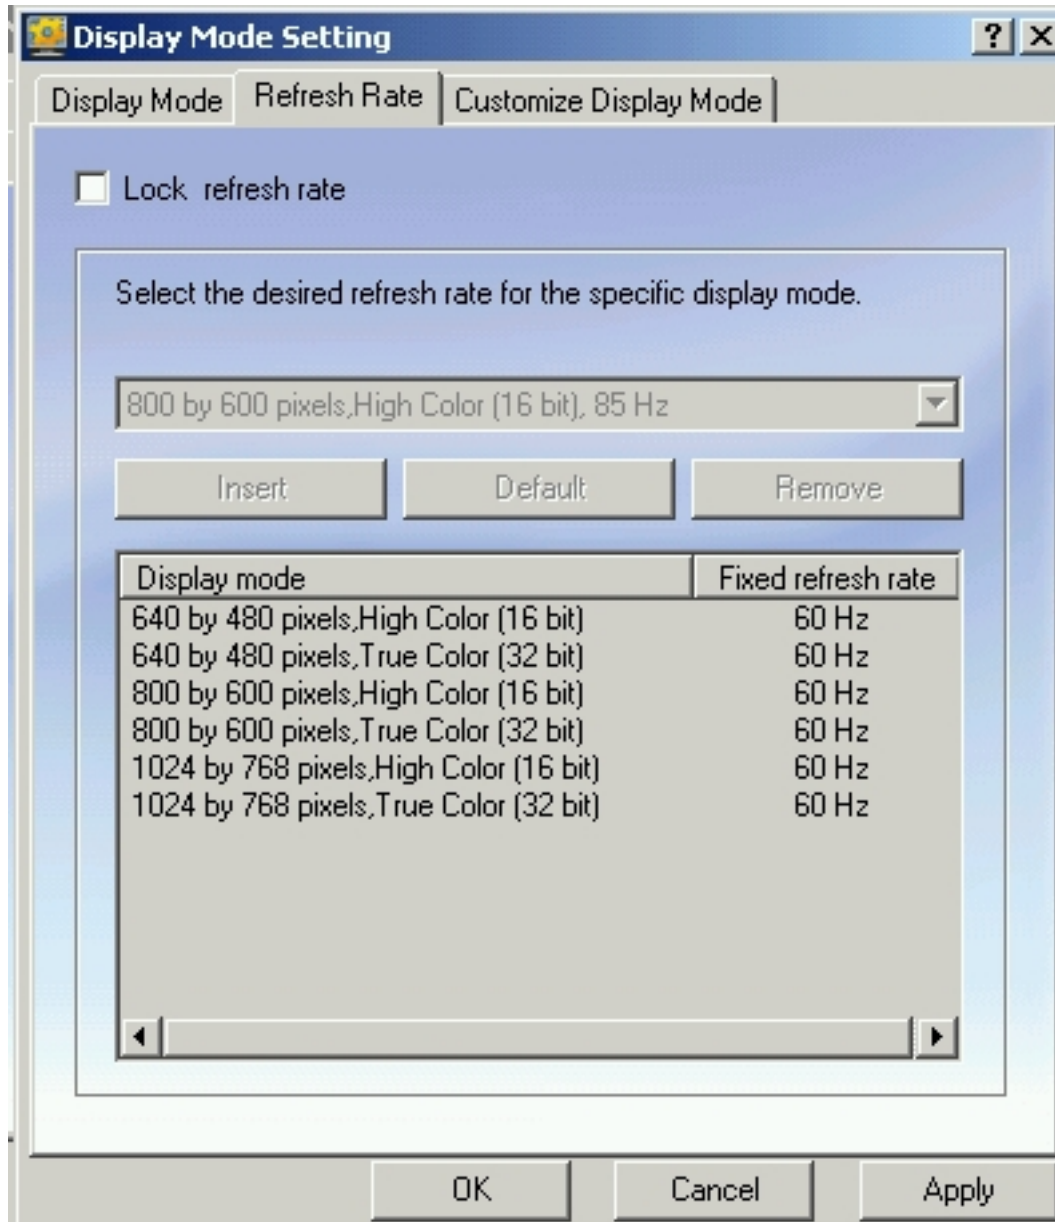 Display Mode Setting
Display Mode Refresh Rate Customize Display Mode
Lock refresh rate
Select the desired refresh rate for the specific display mode.
800 by 600 pixels,High Color (16 bit), 85 Hz
Insert Default Remove
Display mode Fixed refresh rate
640 by 480 pixels,High Color (16 bit) 60 Hz
640 by 480 pixels,True Color (32 bit) 60 Hz
800 by 600 pixels,High Color (16 bit) 60 Hz
800 by 600 pixels,True Color (32 bit) 60 Hz
1024 by 768 pixels,High Color (16 bit) 60 Hz
1024 by 768 pixels,True Color (32 bit) 60 Hz
OK Cancel Apply